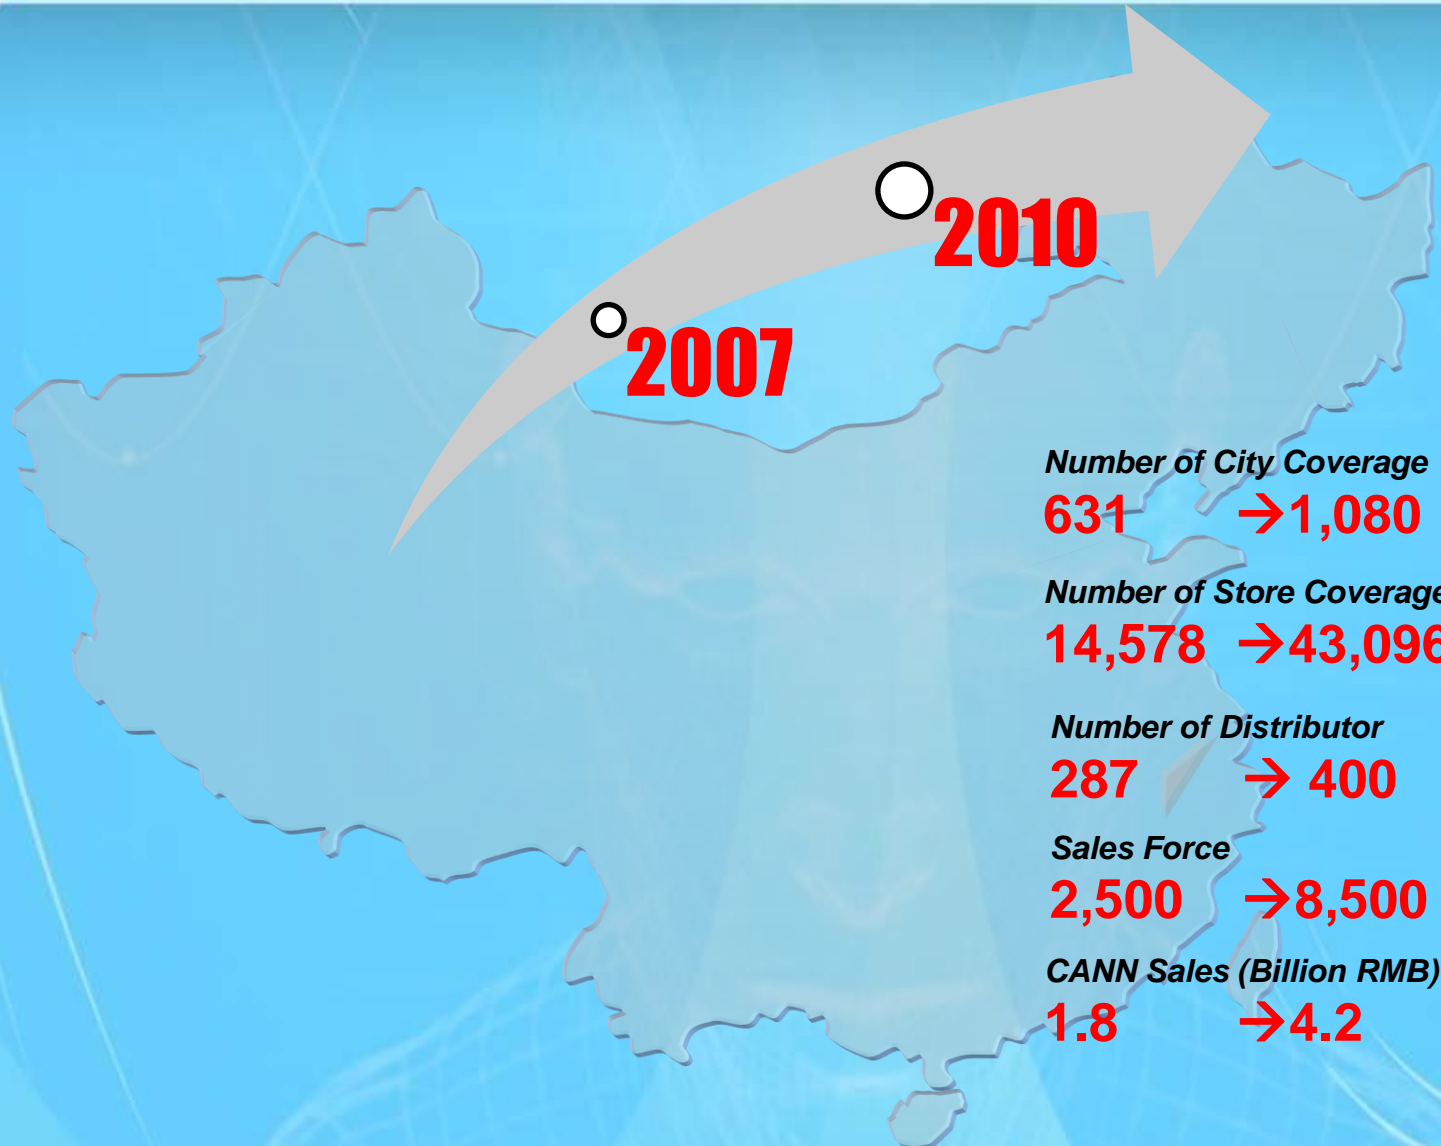 2010
2007
Number of City Coverage
631 →1,080
Number of Store Coverage
14,578 →43,096
Number of Distributor
287 → 400
Sales Force
2,500 →8,500
CANN Sales (Billion RMB)
1.8 →4.2